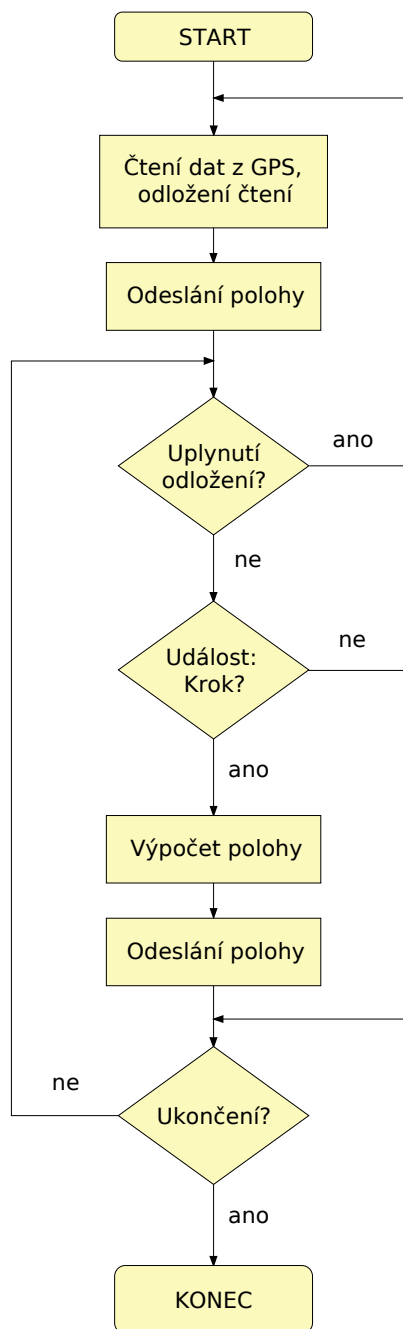 START
Čtení dat z GPS,
odložení čtení
Odeslání polohy
Uplynutí
odložení?
ano
ne
Událost:
Krok?
ne
ano
Výpočet polohy
Odeslání polohy
ne
Ukončení?
ano
KONEC